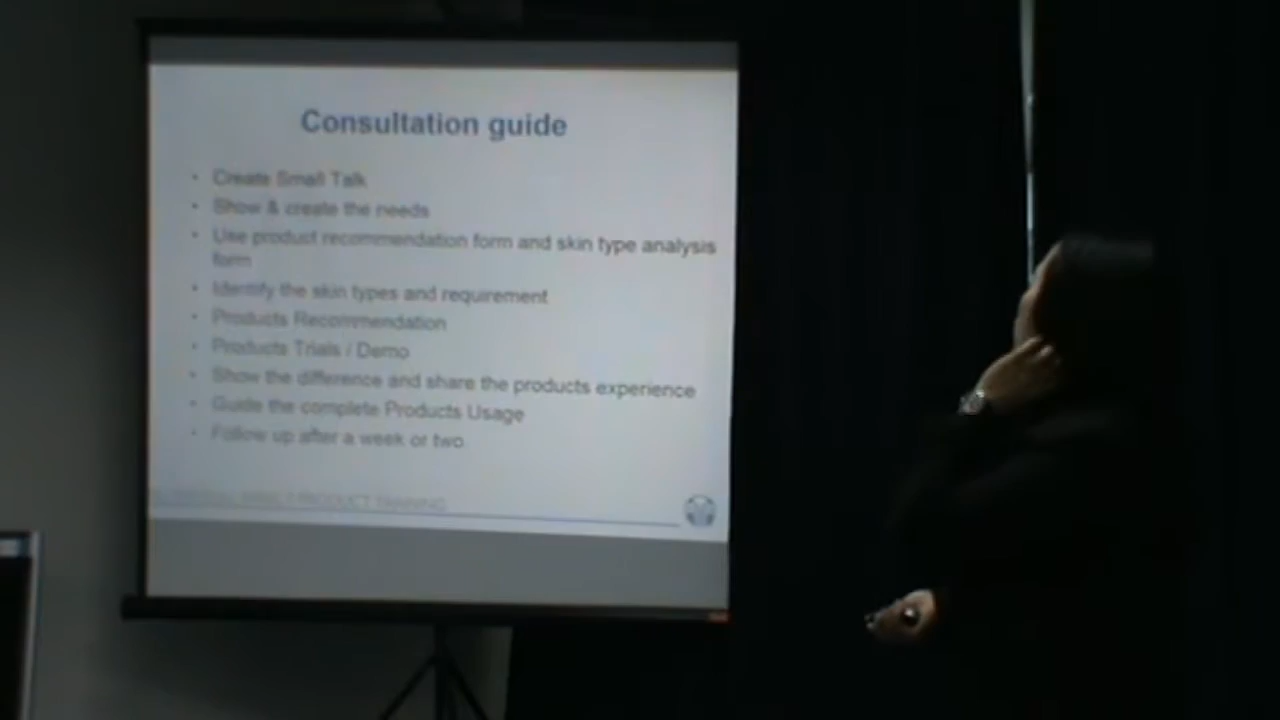 Consultation guide
• Create Small Talk
• Show & create the needs
• Use product recommendation form and skin type analysis
form
• Identify the skin types and requirement
• Products Recommendation
• Products Trials / Demo
• Show the difference and share the products experience
• Guide the complete Products Usage
• Follow up after a week or two
PRODUCT TRAINING